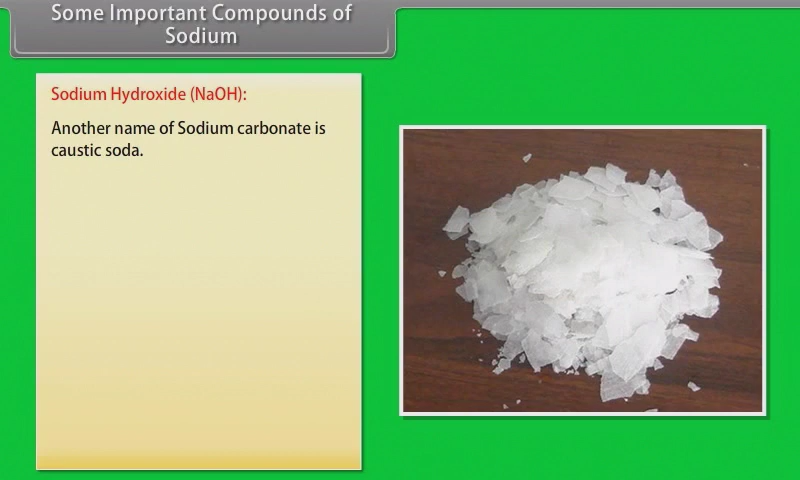 Some Important Compounds of
Sodium
Sodium Hydroxide (NaOH):
Another name of Sodium carbonate is
caustic soda.